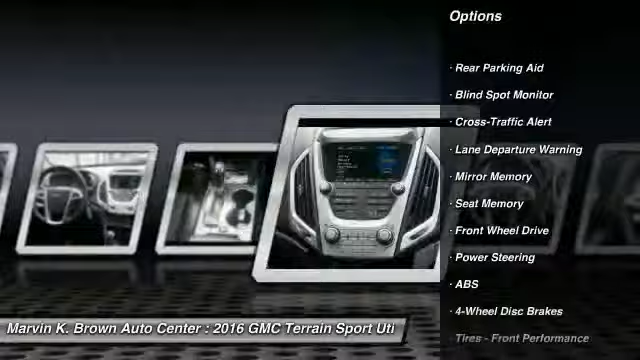 Options
· Rear Parking Aid
· Blind Spot Monitor
· Cross-Traffic Alert
· Lane Departure Warning
· Mirror Memory
· Seat Memory
· Front Wheel Drive
· Power Steering
· ABS
· 4-Wheel Disc Brakes
· Tires - Front Performance
Marvin K. Brown Auto Center : 2016 GMC Terrain Sport Uti